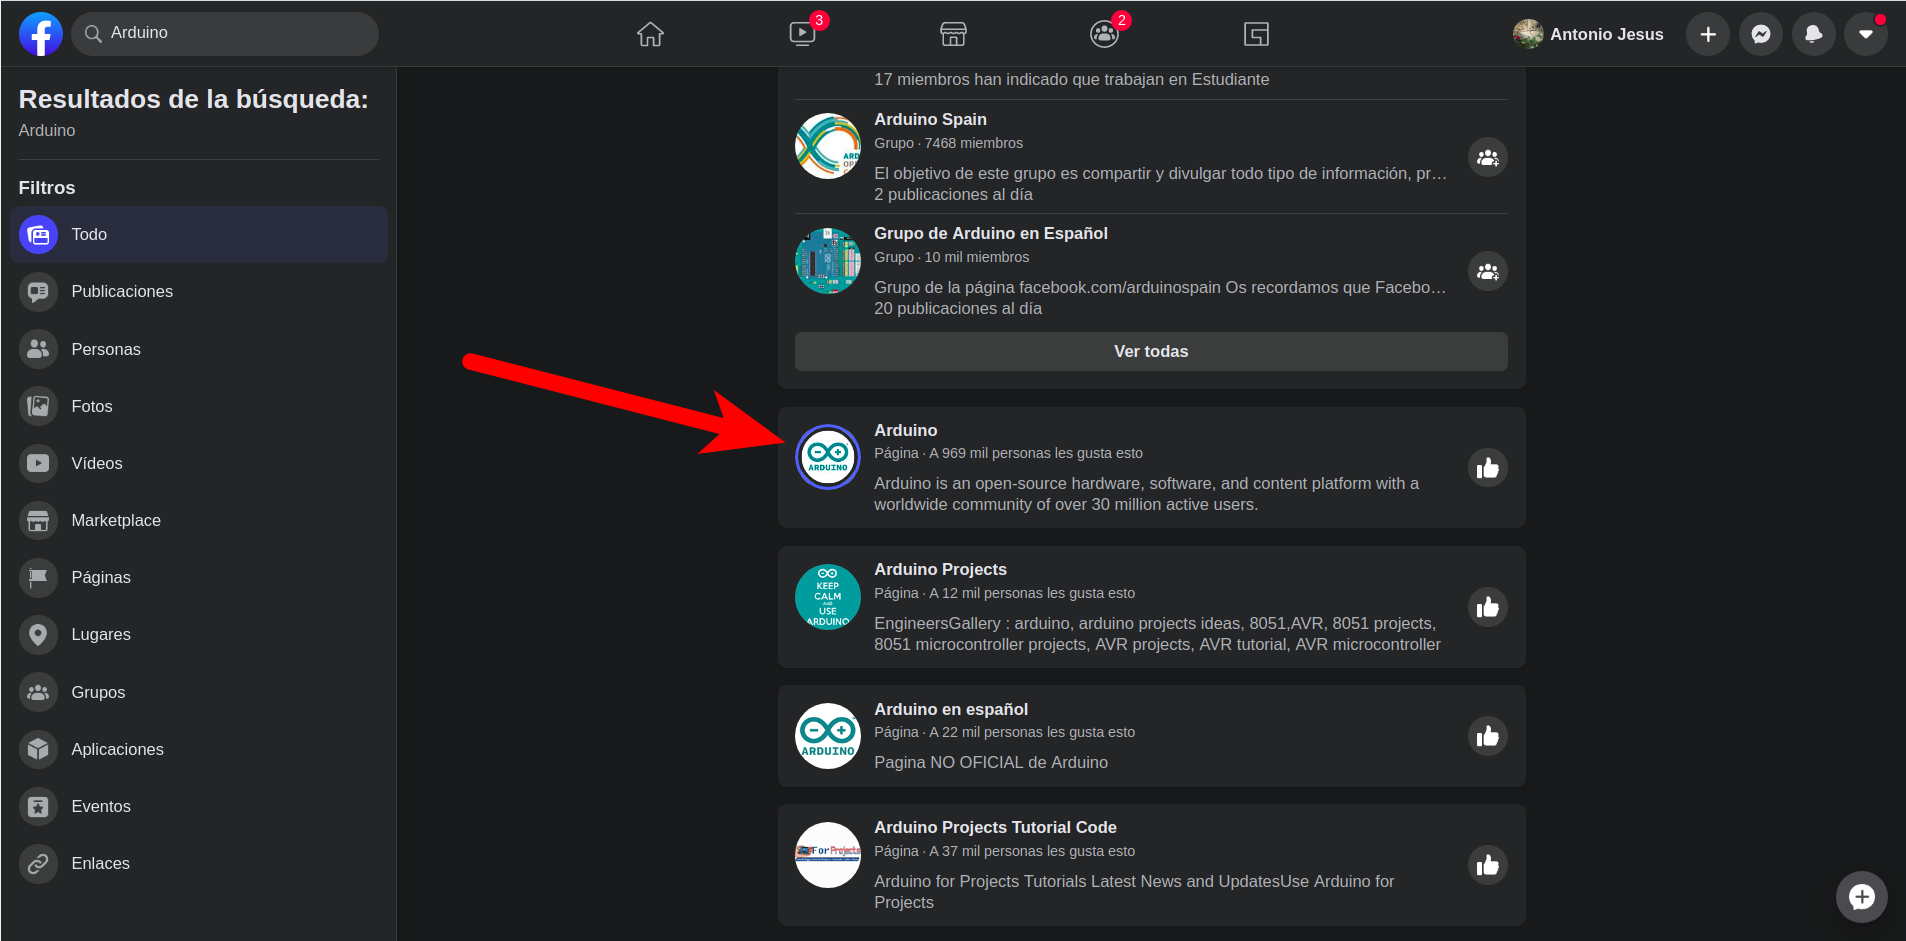 Arduino
3
2
Antonio Jesus
Resultados de la búsqueda:
Arduino
Filtros
Todo
Publicaciones
Personas
Fotos
Vídeos
Marketplace
Páginas
Lugares
Grupos
Aplicaciones
Eventos
Enlaces
17 miembros han indicado que trabajan en Estudiante
ARD
OP
Arduino Spain
Grupo · 7468 miembros
El objetivo de este grupo es compartir y divulgar todo tipo de información, pr…
2 publicaciones al día
Grupo de Arduino en Español
Grupo · 10 mil miembros
Grupo de la página facebook.com/arduinospain Os recordamos que Facebo…
20 publicaciones al día
Ver todas
ARDUINO
Arduino
Página · A 969 mil personas les gusta esto
Arduino is an open-source hardware, software, and content platform with a
worldwide community of over 30 million active users.
KEEP
CALM
AND
USE
ARDUINO
Arduino Projects
Página · A 12 mil personas les gusta esto
EngineersGallery : arduino, arduino projects ideas, 8051,AVR, 8051 projects,
8051 microcontroller projects, AVR projects, AVR tutorial, AVR microcontroller
ARDUINO
Arduino en español
Página · A 22 mil personas les gusta esto
Pagina NO OFICIAL de Arduino
For Projects
Arduino Projects Tutorial Code
Página · A 37 mil personas les gusta esto
Arduino for Projects Tutorials Latest News and UpdatesUse Arduino for
Projects